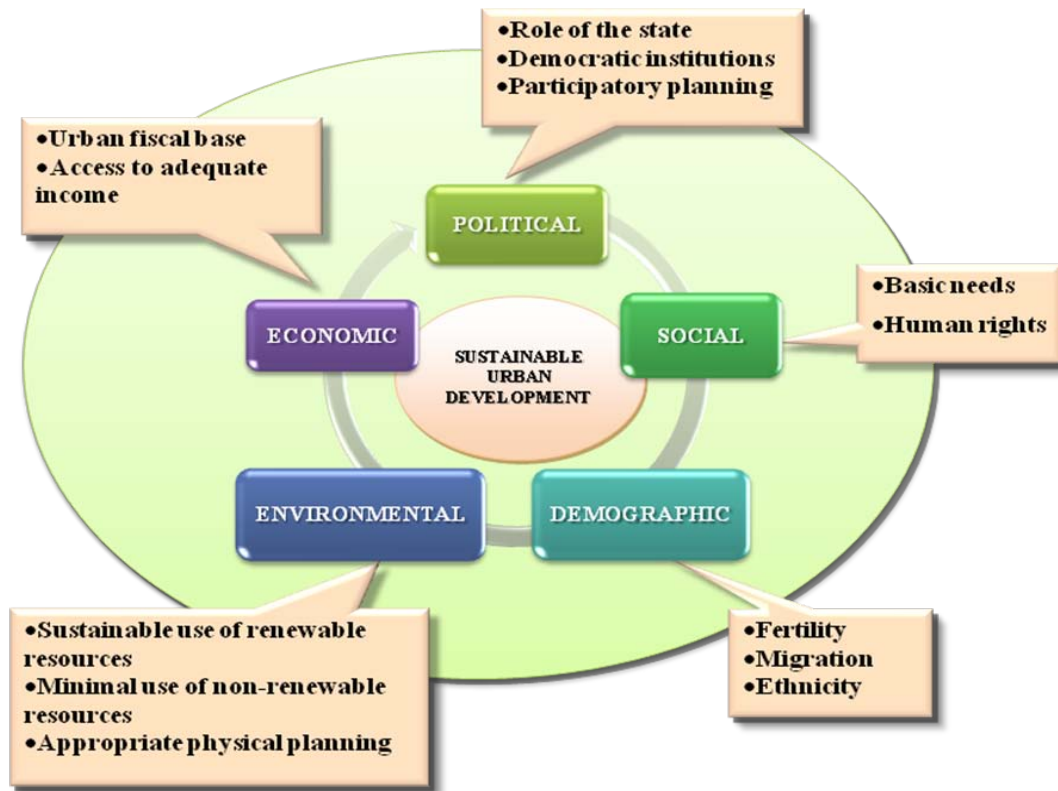 •Role of the state
•Democratic institutions
•Participatory planning
•Urban fiscal base
•Access to adequate
income
POLITICAL
•Basic needs
•Human rights
ECONOMIC
SOCIAL
SUSTAINABLE
URBAN
DEVELOPMENT
ENVIRONMENTAL
DEMOGRAPHIC
•Sustainable use of renewable
resources
•Minimal use of non-renewable
resources
•Appropriate physical planning
•Fertility
•Migration
•Ethnicity